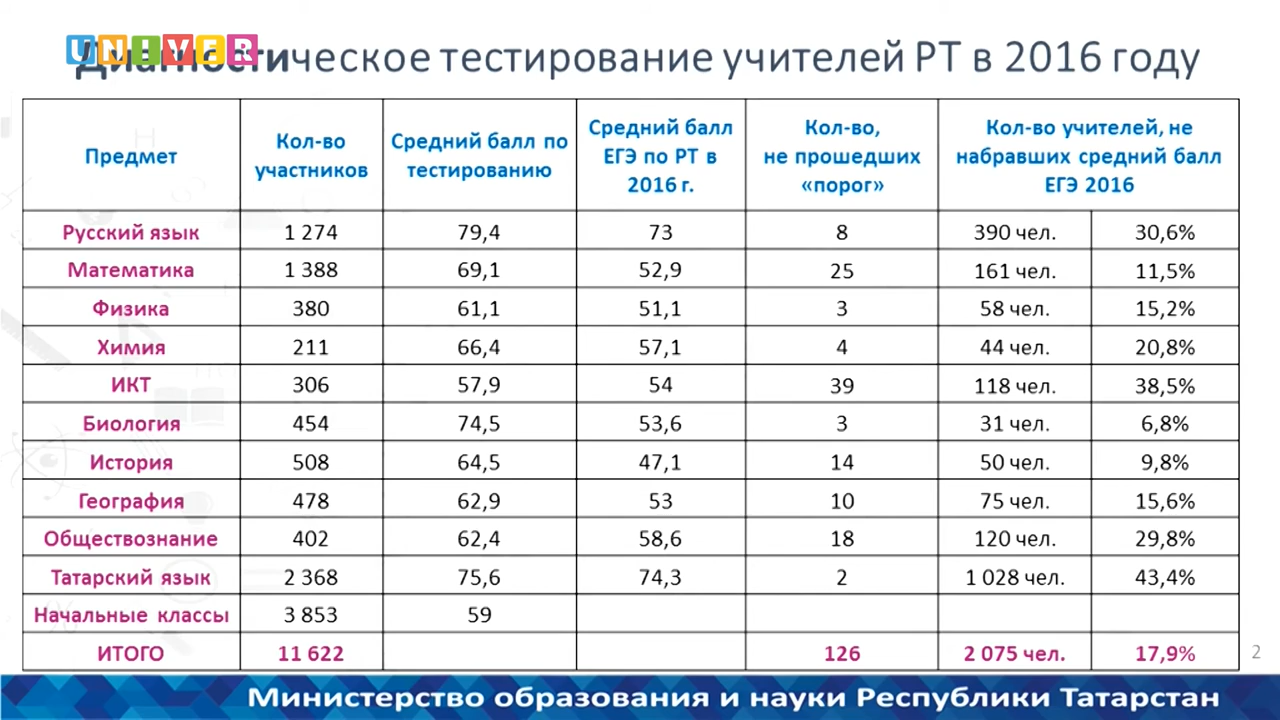 UNIVER
Диагностическое тестирование учителей РТ в 2016 году
Предмет
Кол-во
участников
Средний балл по
тестированию
Средний балл
ЕГЭ по РТ в
2016 г.
Кол-во,
не прошедших
«порог»
Кол-во учителей, не
набравших средний балл
ЕГЭ 2016
Русский язык 1 274 79,4 73 8 390 чел. 30,6%
Математика 1 388 69,1 52,9 25 161 чел. 11,5%
Физика 380 61,1 51,1 3 58 чел. 15,2%
Химия 211 66,4 57,1 4 44 чел. 20,8%
ИКТ 306 57,9 54 39 118 чел. 38,5%
Биология 454 74,5 53,6 3 31 чел. 6,8%
История 508 64,5 47,1 14 50 чел. 9,8%
География 478 62,9 53 10 75 чел. 15,6%
Обществознание 402 62,4 58,6 18 120 чел. 29,8%
Татарский язык 2 368 75,6 74,3 2 1 028 чел. 43,4%
Начальные классы 3 853 59
ИТОГО 11 622 126 2 075 чел. 17,9%
2
Министерство образования и науки Республики Татарстан